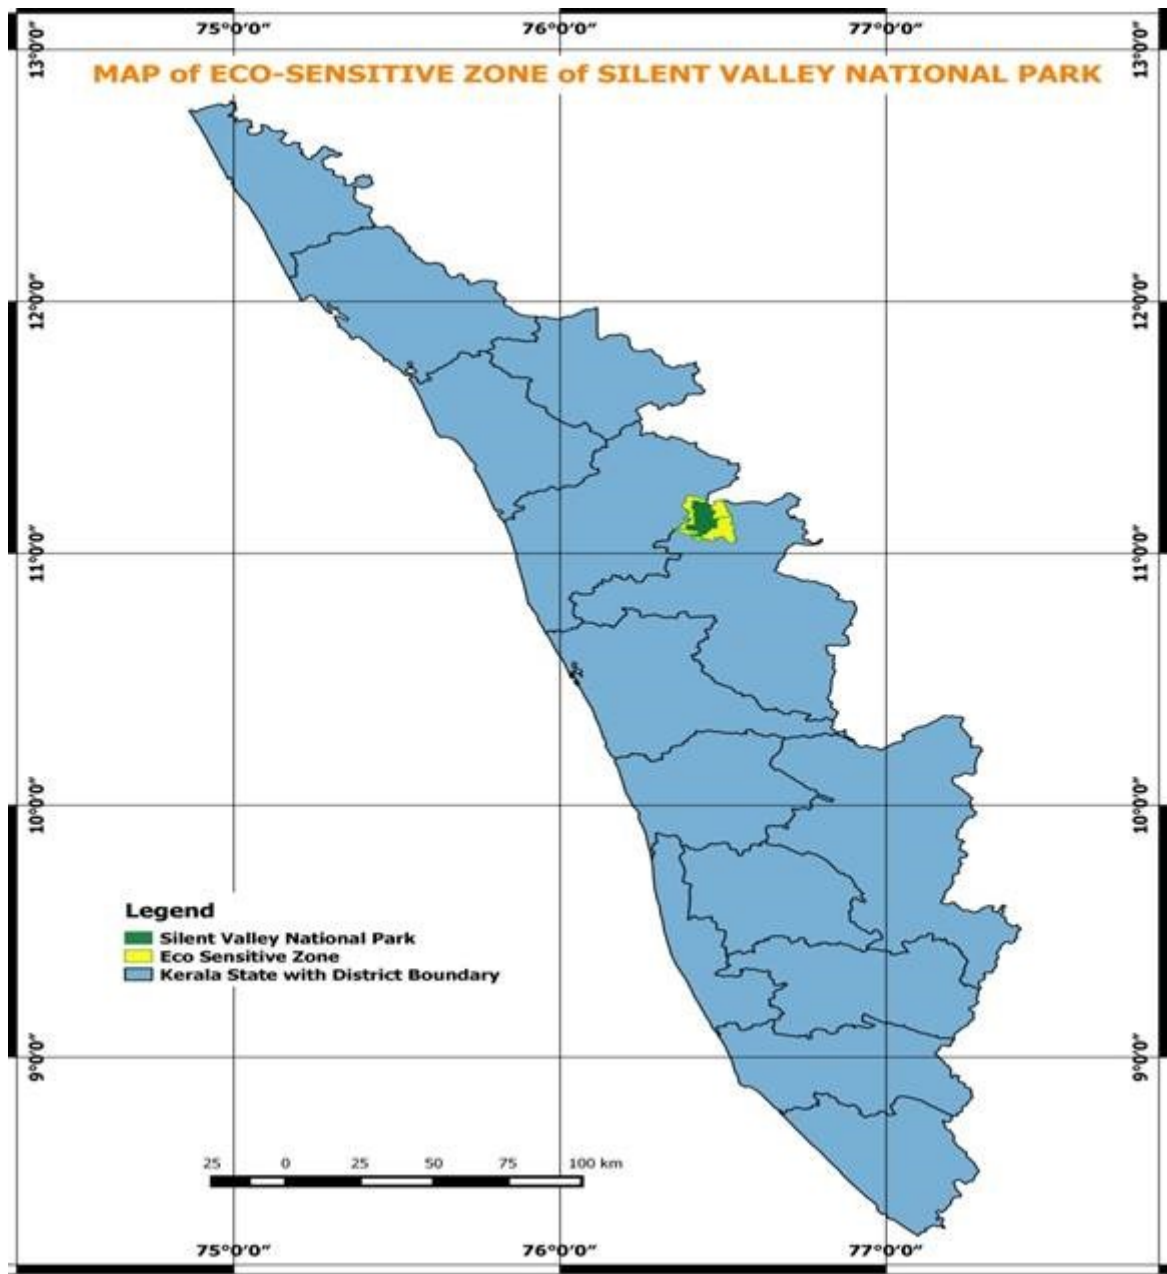 75°0'0" 76°0'0" 77°0'0"
13°0'0" 13°0'0"
MAP of ECO-SENSITIVE ZONE of SILENT VALLEY NATIONAL PARK
12°0'0" 12°0'0"
11°0'0" 11°0'0"
10°0'0" 10°0'0"
Legend
Silent Valley National Park
Eco Sensitive Zone
Kerala State with District Boundary
9°0'0" 9°0'0"
25 0 25 50 75 100 km
75°0'0" 76°0'0" 77°0'0"